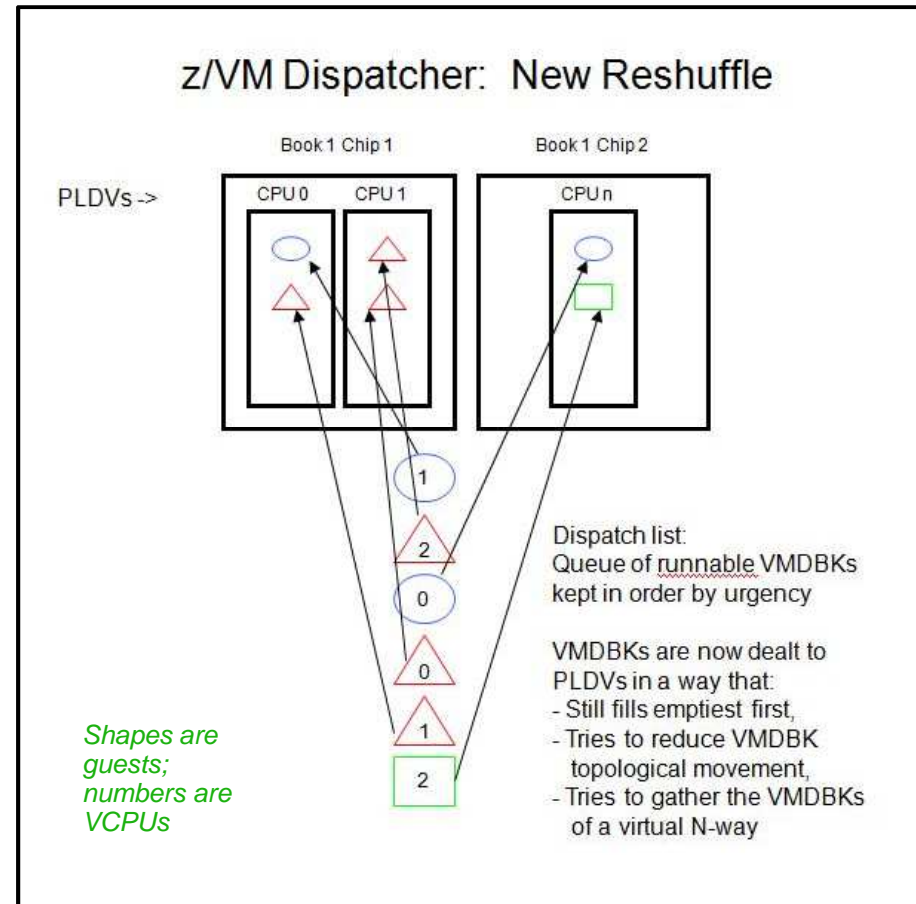 z/VM Dispatcher: New Reshuffle
Book 1 Chip 1
Book 1 Chip 2
PLDVs ->
CPU 0
CPU 1
CPU n
1
2
0
0
1
2
Dispatch list:
Queue of runnable VMDBKs
kept in order by urgency
VMDBKs are now dealt to
PLDVs in a way that:
- Still fills emptiest first,
- Tries to reduce VMDBK
topological movement,
- Tries to gather the VMDBKs
of a virtual N-way
Shapes are
guests;
numbers are
VCPUs